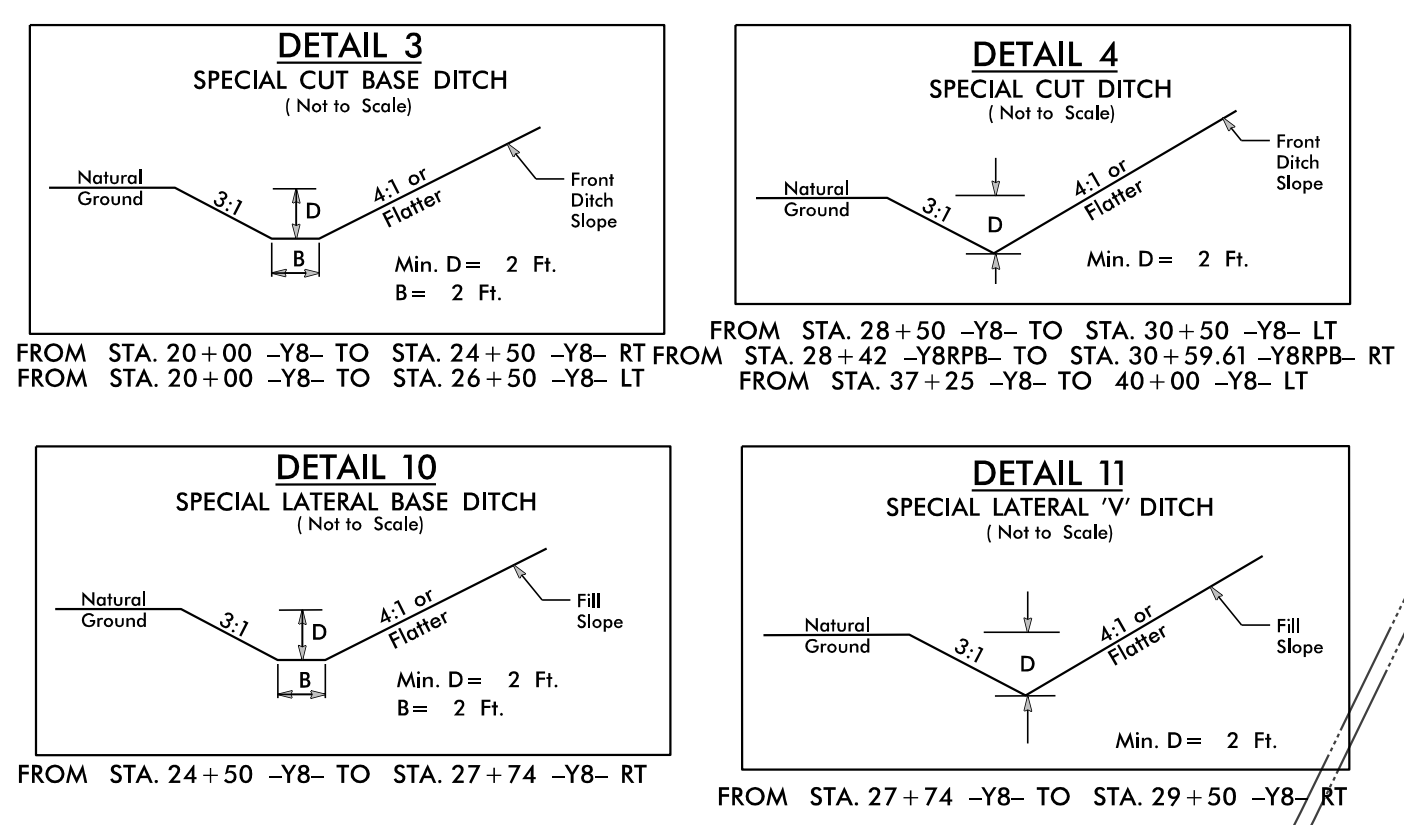 DETAIL 3
SPECIAL CUT BASE DITCH
( Not to Scale)
Natural
Ground
3:1
D
B
4:1 or
Flatter
Front
Ditch
Slope
Min. D = 2 Ft.
B = 2 Ft.
FROM STA. 20+00 –Y8– TO STA. 24+50 –Y8– RT
FROM STA. 20+00 –Y8– TO STA. 26+50 –Y8– LT
DETAIL 4
SPECIAL CUT DITCH
( Not to Scale)
Natural
Ground
3:1
D
4:1 or
Flatter
Front
Ditch
Slope
Min. D = 2 Ft.
FROM STA. 28+50 –Y8– TO STA. 30+50 –Y8– LT
FROM STA. 28+42 –Y8RPB– TO STA. 30+59.61 –Y8RPB– RT
FROM STA. 37+25 –Y8– TO 40+00 –Y8– LT
DETAIL 10
SPECIAL LATERAL BASE DITCH
( Not to Scale)
Natural
Ground
3:1
D
B
4:1 or
Flatter
Fill
Slope
Min. D = 2 Ft.
B = 2 Ft.
FROM STA. 24+50 –Y8– TO STA. 27+74 –Y8– RT
DETAIL 11
SPECIAL LATERAL 'V' DITCH
( Not to Scale)
Natural
Ground
3:1
D
4:1 or
Flatter
Fill
Slope
Min. D = 2 Ft.
FROM STA. 27+74 –Y8– TO STA. 29+50 –Y8– RT